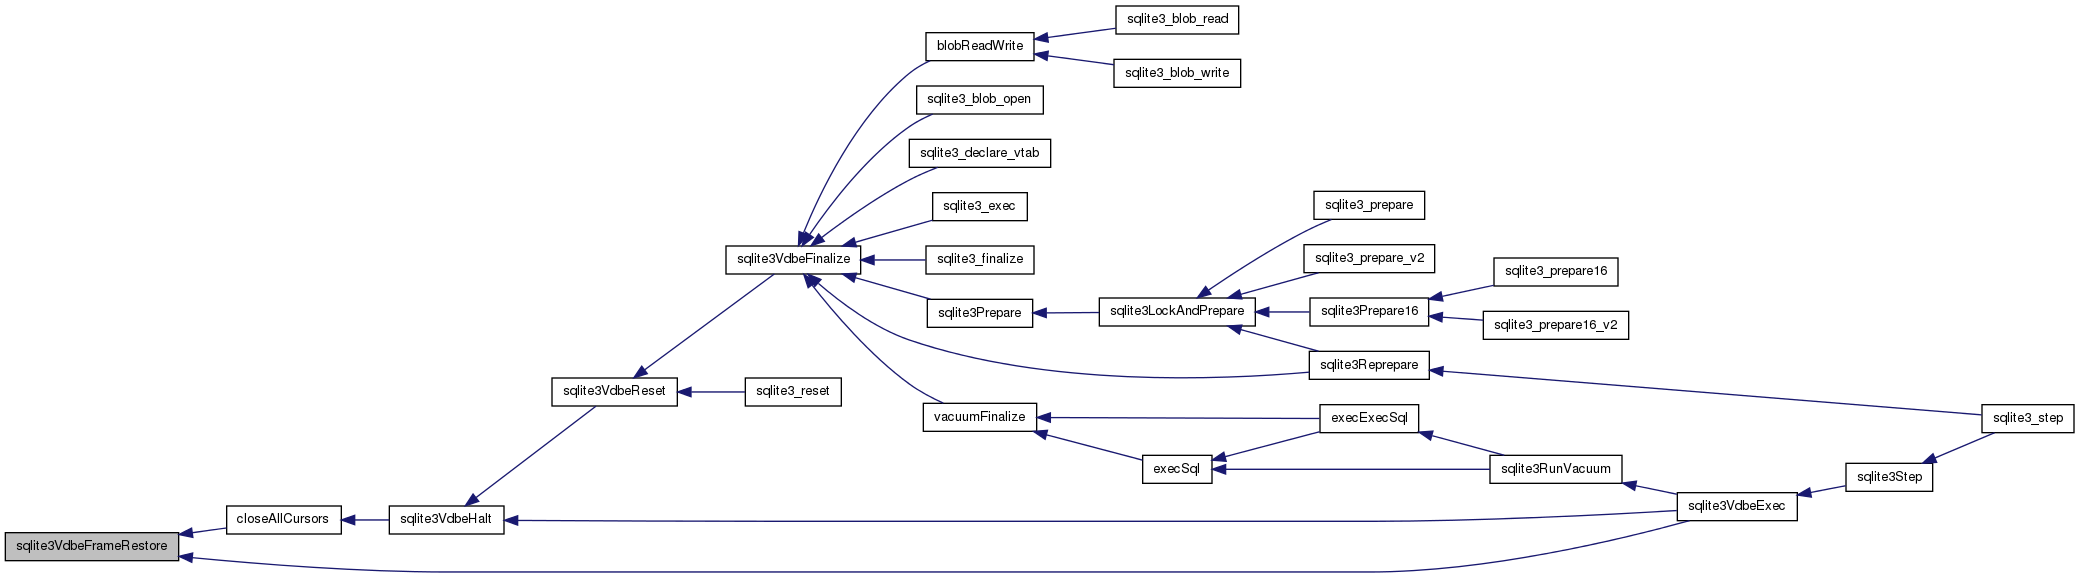 sqlite3_blob_read
blobReadWrite
sqlite3_blob_write
sqlite3_blob_open
sqlite3_declare_vtab
sqlite3_exec
sqlite3_prepare
sqlite3VdbeFinalize
sqlite3_finalize
sqlite3_prepare_v2
sqlite3_prepare16
sqlite3Prepare
sqlite3LockAndPrepare
sqlite3Prepare16
sqlite3_prepare16_v2
sqlite3Reprepare
sqlite3VdbeReset
sqlite3_reset
vacuumFinalize
execExecSql
sqlite3_step
execSql
sqlite3RunVacuum
sqlite3Step
closeAllCursors
sqlite3VdbeHalt
sqlite3VdbeExec
sqlite3VdbeFrameRestore